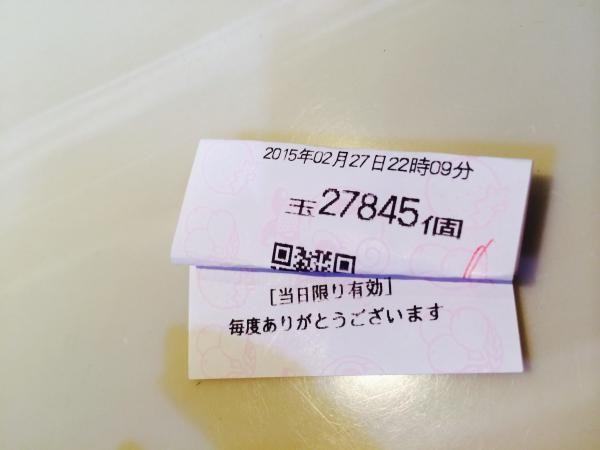 2015年02月27日22時09分
玉27845個
[当日限り有効]
毎度ありがとうございます